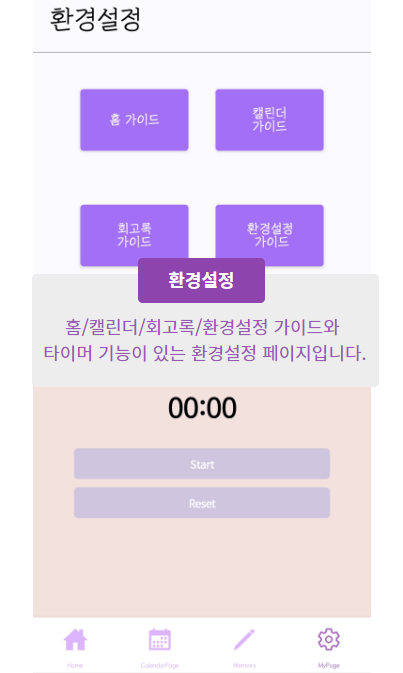 환경설정
홈 가이드
캘린더
가이드
회고록
가이드
환경설정
가이드
환경설정
홈/캘린더/회고록/환경설정 가이드와
타이머 기능이 있는 환경설정 페이지입니다.
00:00
Start
Reset
Home
CalendarPage
Memoirs
MyPage